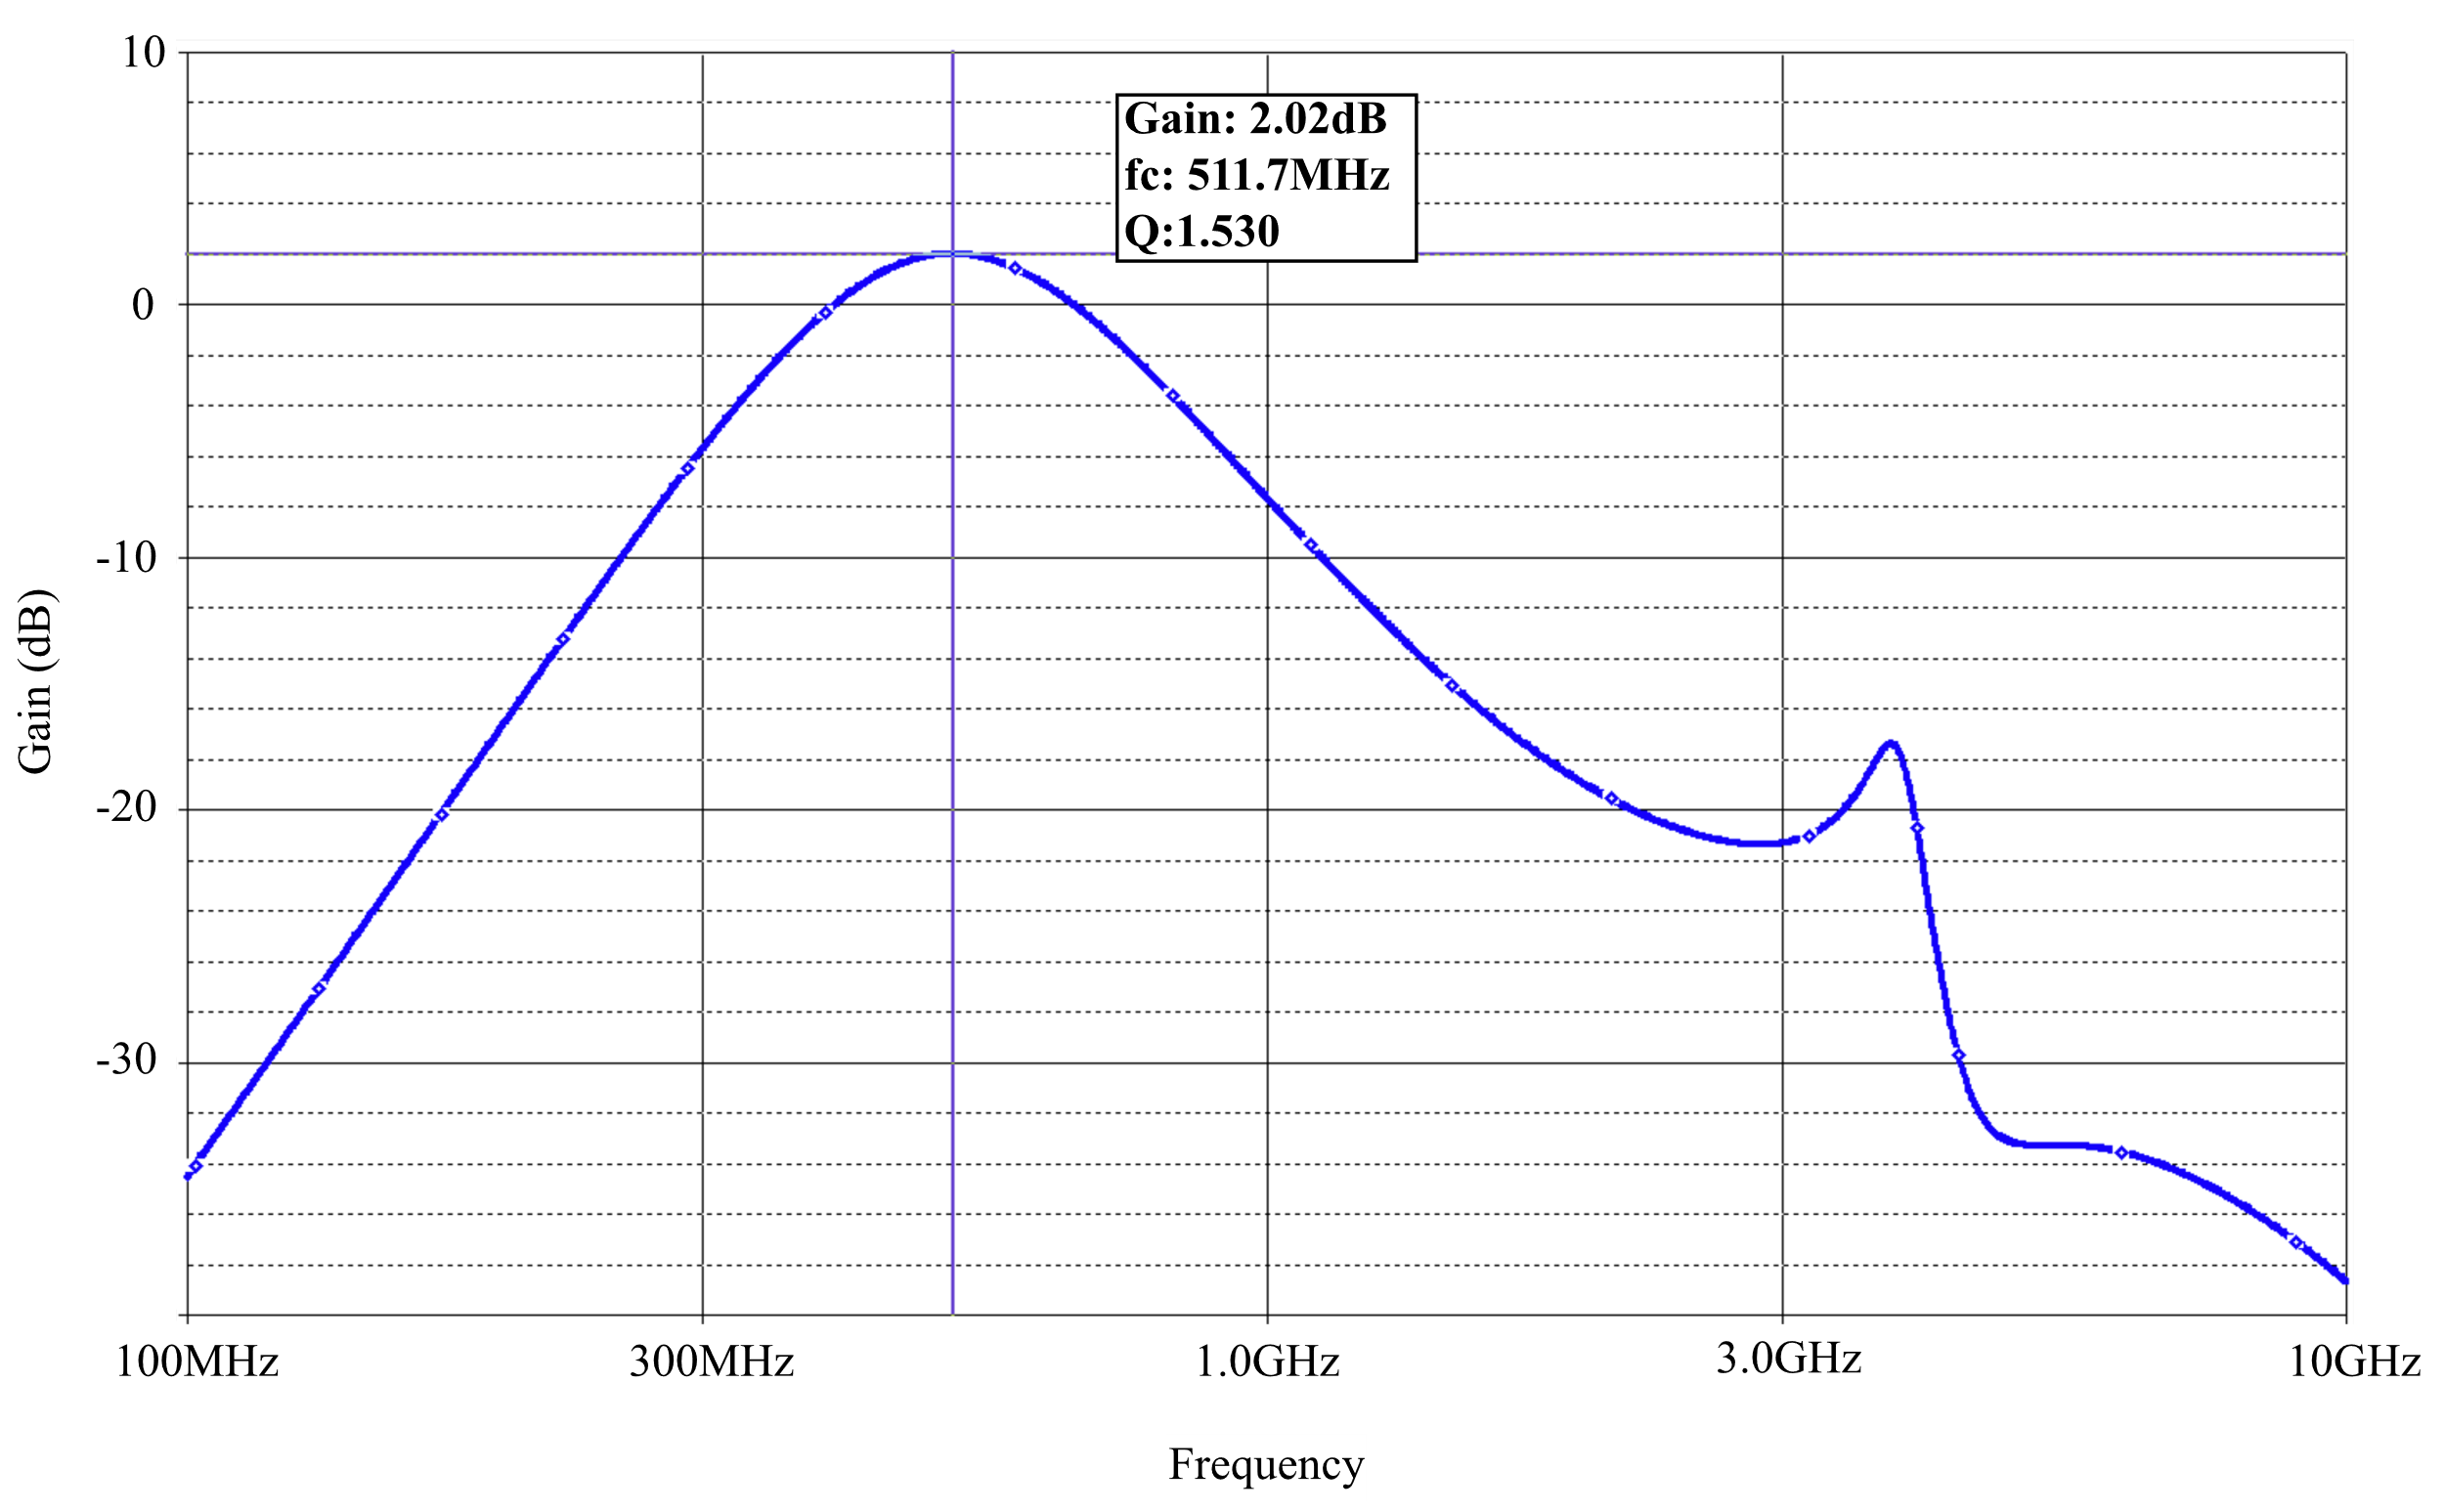 10
Gain: 2.02dB
fc: 511.7MHz
Q:1.530
0
-10
Gain (dB)
-20
-30
100MHz 300MHz 1.0GHz 3.0GHz 10GHz
Frequency